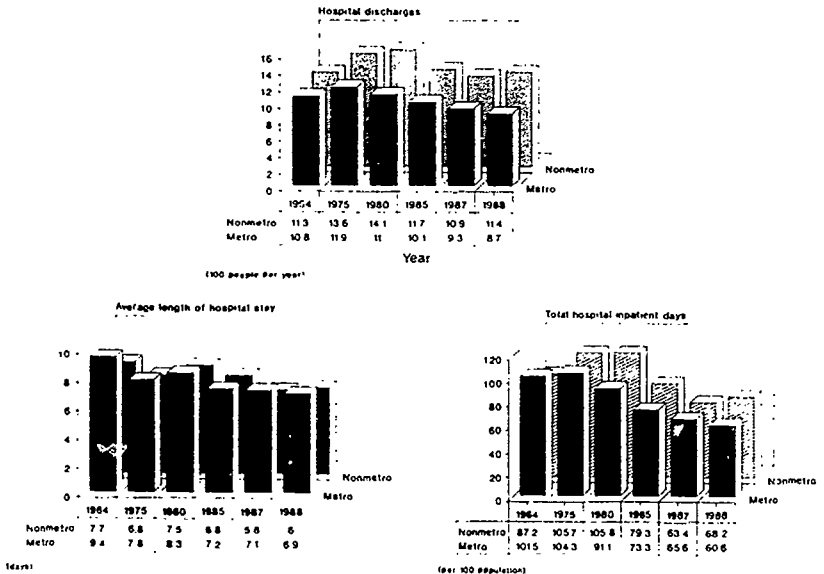 Hospital discharges
16
14
12
10
8
6
4
2
0
Nonmetro
Metro
1964 1975 1980 1985 1987 1988
Nonmetro 11.3 13.6 14.1 11.7 10.9 11.4
Metro 10.8 11.9 11 10.1 9.3 8.7
Year
(100 people per year)
Average length of hospital stay
10
8
6
4
2
0
Nonmetro
Metro
1964 1975 1980 1985 1987 1988
Nonmetro 7.7 6.8 7.5 6.8 5.8 6
Metro 9.4 7.8 8.3 7.2 7.1 6.9
(days)
Total hospital inpatient days
120
100
80
60
40
20
0
Nonmetro
Metro
1964 1975 1980 1985 1987 1988
Nonmetro 87.2 105.7 105.8 79.3 63.4 68.2
Metro 101.5 104.3 91.1 73.3 65.6 60.6
(per 100 population)